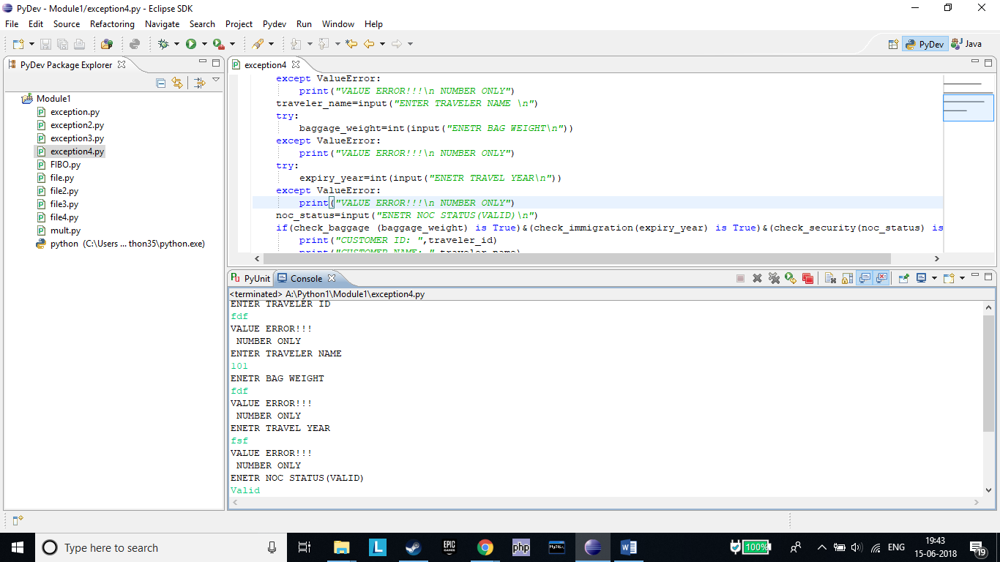 PyDev - Module1/exception4.py - Eclipse SDK
File Edit Source Refactoring Navigate Search Project Pydev Run Window Help
PyDev Java
PyDev Package Explorer
Module1
exception.py
exception2.py
exception3.py
exception4.py
FIBO.py
file.py
file2.py
file3.py
file4.py
mult.py
python (C:\Users ... thon35\python.exe)
exception4
except ValueError:
print("VALUE ERROR!!!\n NUMBER ONLY")
traveler_name=input("ENTER TRAVELER NAME \n")
try:
baggage_weight=int(input("ENETR BAG WEIGHT\n"))
except ValueError:
print("VALUE ERROR!!!\n NUMBER ONLY")
try:
expiry_year=int(input("ENETR TRAVEL YEAR\n"))
except ValueError:
print("VALUE ERROR!!!\n NUMBER ONLY")
noc_status=input("ENETR NOC STATUS(VALID)\n")
if(check_baggage (baggage_weight) is True)&(check_immigration(expiry_year) is True)&(check_security(noc_status) is
print("CUSTOMER ID: ",traveler_id)
print("CUSTOMER NAME: ",traveler_name)
PyUnit Console
<terminated> A:\Python1\Module1\exception4.py
ENTER TRAVELER ID
fdf
VALUE ERROR!!!
NUMBER ONLY
ENTER TRAVELER NAME
101
ENETR BAG WEIGHT
fdf
VALUE ERROR!!!
NUMBER ONLY
ENETR TRAVEL YEAR
fsf
VALUE ERROR!!!
NUMBER ONLY
ENETR NOC STATUS(VALID)
Valid
Type here to search
L
EPIC GAMES
php
MySQL
100%
ENG
19:43
15-06-2018
19